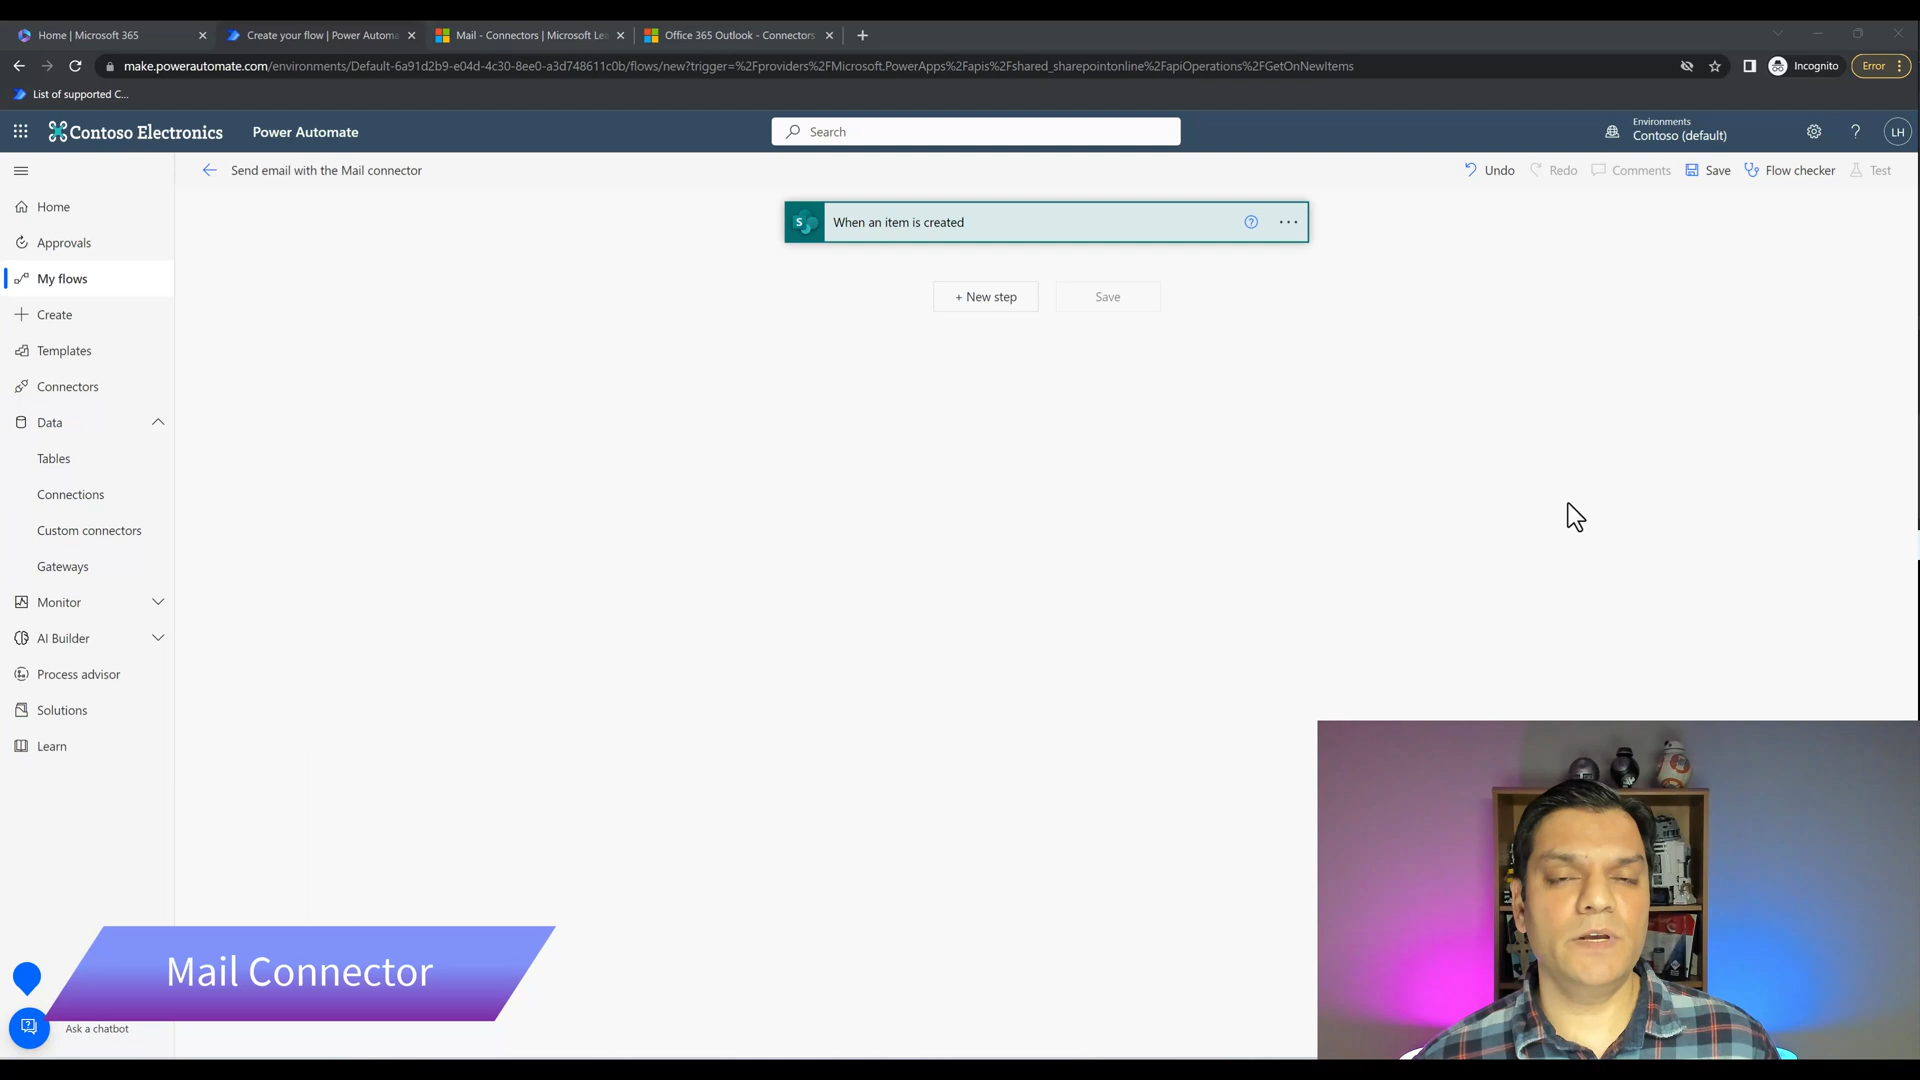 Home | Microsoft 365
Create your flow | Power Automa
Mail - Connectors | Microsoft Lea
Office 365 Outlook - Connectors
make.powerautomate.com/environments/Default-6a91d2b9-e04d-4c30-8ee0-a3d748611c0b/flows/new?trigger=%2Fproviders%2FMicrosoft.PowerApps%2Fapis%2Fshared_sharepointonline%2FapiOperations%2FGetOnNewItems
Incognito
Error
List of supported C...
Contoso Electronics
Power Automate
Search
Environments
Contoso (default)
LH
Send email with the Mail connector
Undo
Redo
Comments
Save
Flow checker
Test
When an item is created
+ New step
Save
Home
Approvals
My flows
Create
Templates
Connectors
Data
Tables
Connections
Custom connectors
Gateways
Monitor
AI Builder
Process advisor
Solutions
Learn
Mail Connector
Ask a chatbot